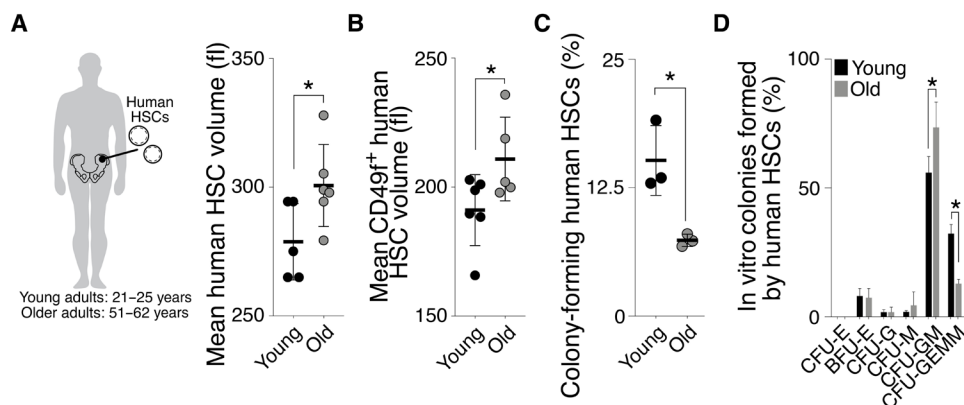 A
Human
HSCs
Young adults: 21–25 years
Older adults: 51–62 years
Mean human HSC volume (fl)
350
300
250
*
Young
Old
B
Mean CD49f+ human
HSC volume (fl)
250
200
150
*
Young
Old
C
Colony-forming human HSCs (%)
25
12.5
0
*
Young
Old
D
In vitro colonies formed
by human HSCs (%)
100
50
0
Young
Old
*
*
CFU-E
BFU-E
CFU-G
CFU-M
CFU-GM
CFU-GEMM